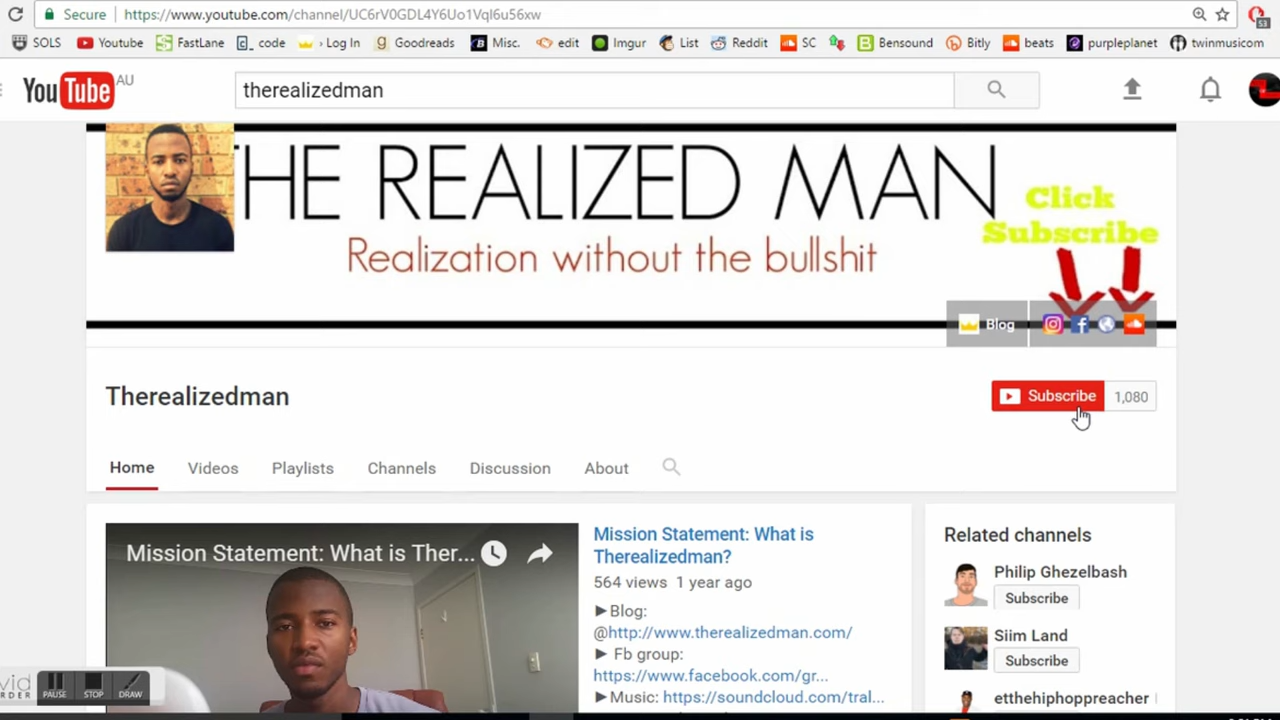 Secure https://www.youtube.com/channel/UC6rV0GDL4Y6Uo1Vql6u56xw
53
SOLS Youtube FastLane code › Log In Goodreads Misc. edit Imgur List Reddit SC Bensound Bitly beats purpleplanet twinmusicom
YouTube AU
therealizedman
THE REALIZED MAN
Click
Subscribe
Realization without the bullshit
Blog
Therealizedman
Subscribe 1,080
Home Videos Playlists Channels Discussion About
Mission Statement: What is Ther...
Mission Statement: What is
Therealizedman?
564 views 1 year ago
►Blog:
@http://www.therealizedman.com/
► Fb group:
https://www.facebook.com/gr...
►Music: https://soundcloud.com/tral...
Related channels
Philip Ghezelbash
Subscribe
Siim Land
Subscribe
etthehiphoppreacher
PAUSE STOP DRAW